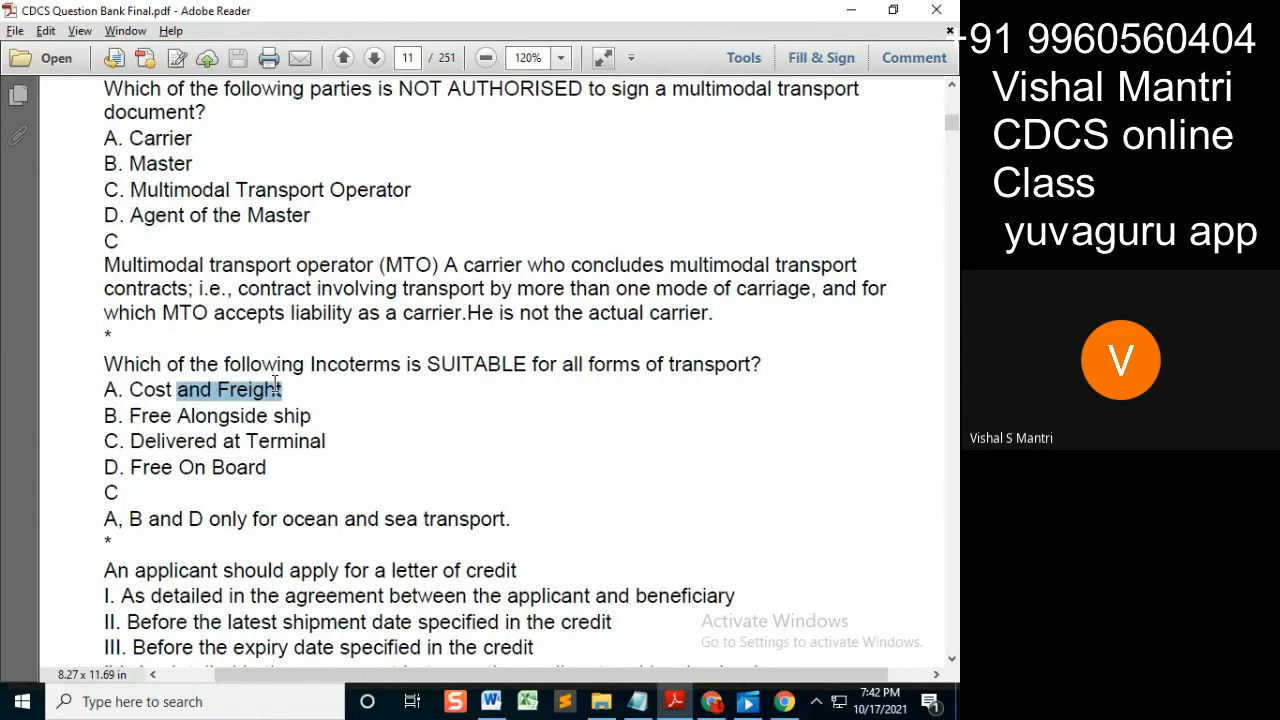 CDCS Question Bank Final.pdf - Adobe Reader
File Edit View Window Help
Open 11 / 251 120% Tools Fill & Sign Comment
Which of the following parties is NOT AUTHORISED to sign a multimodal transport
document?
A. Carrier
B. Master
C. Multimodal Transport Operator
D. Agent of the Master
C
Multimodal transport operator (MTO) A carrier who concludes multimodal transport
contracts; i.e., contract involving transport by more than one mode of carriage, and for
which MTO accepts liability as a carrier.He is not the actual carrier.
*
Which of the following Incoterms is SUITABLE for all forms of transport?
A. Cost and Freight
B. Free Alongside ship
C. Delivered at Terminal
D. Free On Board
C
A, B and D only for ocean and sea transport.
*
An applicant should apply for a letter of credit
I. As detailed in the agreement between the applicant and beneficiary
II. Before the latest shipment date specified in the credit
III. Before the expiry date specified in the credit
Activate Windows
Go to Settings to activate Windows.
8.27 x 11.69 in
Type here to search
7:42 PM
10/17/2021
+91 9960560404
Vishal Mantri
CDCS online
Class
yuvaguru app
V
Vishal S Mantri